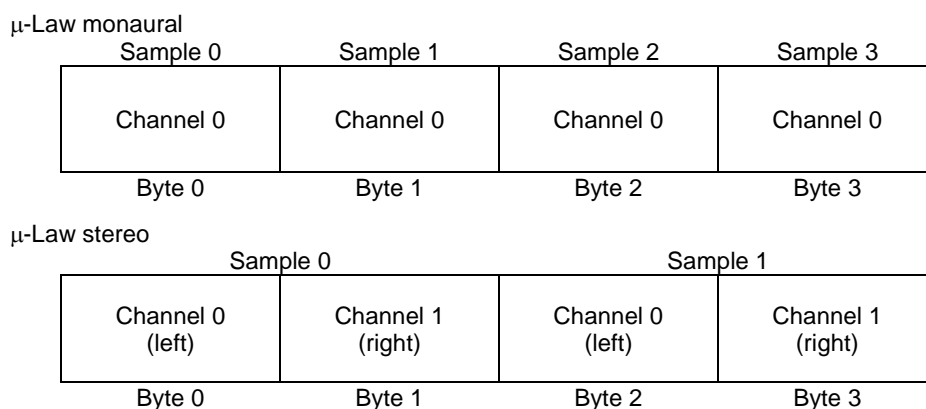 μ-Law monaural
Sample 0 Sample 1 Sample 2 Sample 3
Channel 0 Channel 0 Channel 0 Channel 0
Byte 0 Byte 1 Byte 2 Byte 3
μ-Law stereo
Sample 0 Sample 1
Channel 0 Channel 1 Channel 0 Channel 1
(left) (right) (left) (right)
Byte 0 Byte 1 Byte 2 Byte 3